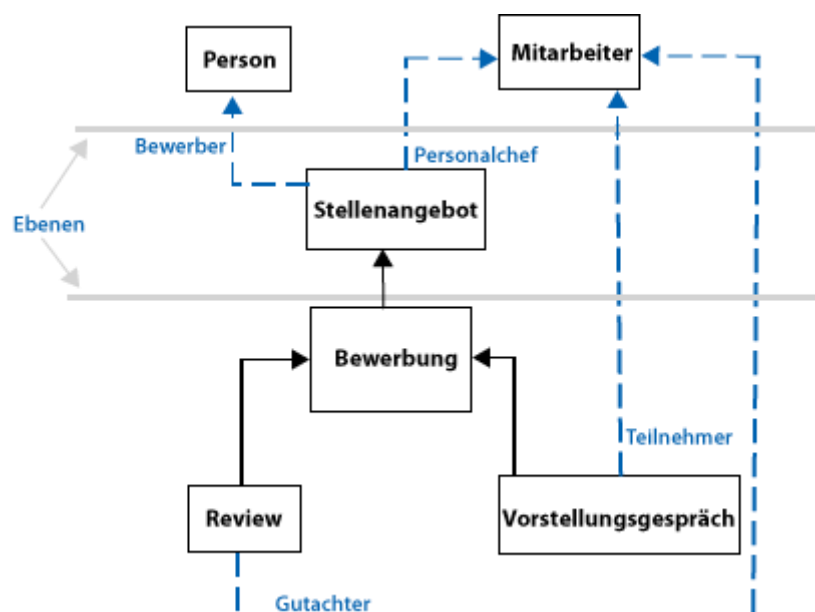 Person
Mitarbeiter
Bewerber
Personalchef
Stellenangebot
Ebenen
Bewerbung
Teilnehmer
Review
Vorstellungsgespräch
Gutachter